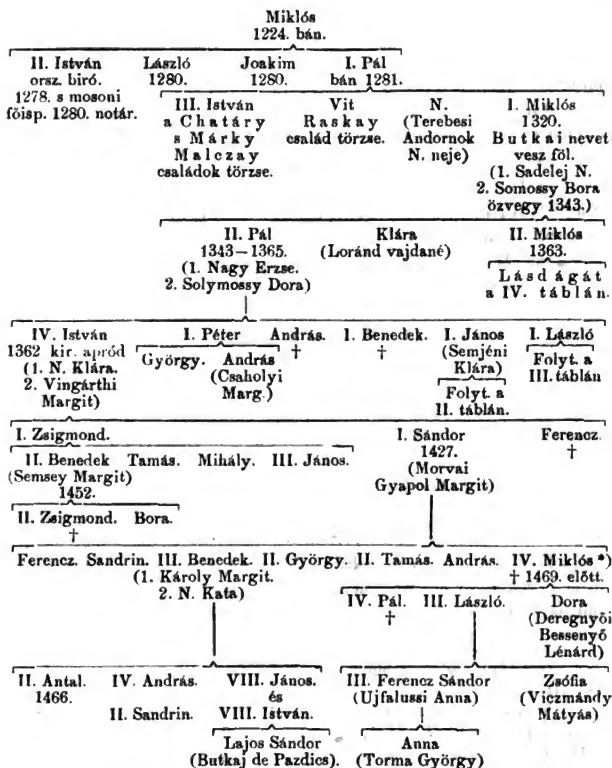 Miklós
1224. bán.
II. István László Joakim I. Pál
orsz. biró. 1280. 1280. bán 1281.
1278. s mosoni
főisp. 1280. notár.
III. István Vit N. I. Miklós
a Chatáry Raskay (Terebesi 1320.
s Márky család törzse. Andornok Butkai nevet
Malczay N. neje) vesz föl.
családok törzse. (1. Sadelej N.
2. Somossy Bora
özvegy 1343.)
II. Pál Klára II. Miklós
1343–1365. (Loránd vajdané) 1363.
(1. Nagy Erzse. Lásd ágát
2. Solymossy Dora) a IV. táblán.
IV. István I. Péter András. I. Benedek. I. János I. László
1362 kir. apród György. András † † (Semjéni Folyt. a
(1. N. Klára. (Csaholyi Klára) III. táblán
2. Vingárthi Marg.) Folyt. a
Margit) II. táblán.
I. Zsigmond. I. Sándor Ferencz.
II. Benedek Tamás. Mihály. III. János. 1427. †
(Semsey Margit) (Morvai
1452. Gyapol Margit)
II. Zsigmond. Bora.
†
Ferencz. Sandrin. III. Benedek. II. György. II. Tamás. András. IV. Miklós *)
(1. Károly Margit. † 1469. előtt.
2. N. Kata) IV. Pál. III. László. Dora
† (Deregnyői
Bessenyő
Lénárd)
II. Antal. IV. András. VIII. János. III. Ferencz Sándor Zsófia
1466. és (Ujfalussi Anna) (Viczmándy
II. Sandrin. VIII. István. Mátyás)
Lajos Sándor Anna
(Butkaj de Pazdics). (Torma György)